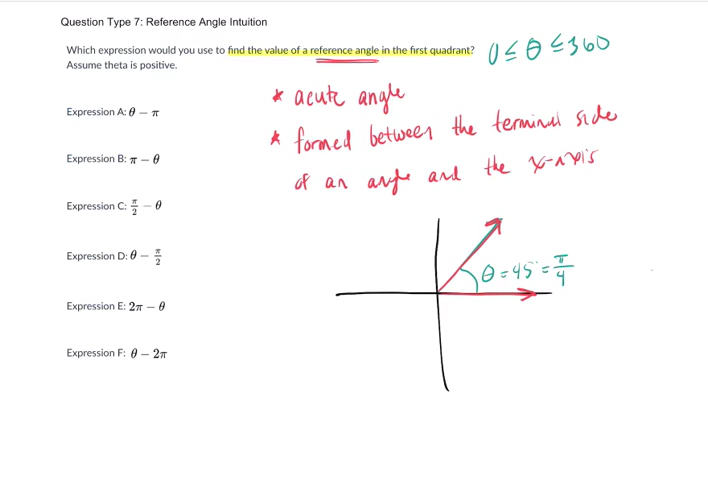 Question Type 7: Reference Angle Intuition
Which expression would you use to find the value of a reference angle in the first quadrant?
0 ≤ θ ≤ 360
Assume theta is positive.
* acute angle
Expression A: θ − π
* formed between the terminal side
Expression B: π − θ
of an angle and the x-axis
Expression C: π/2 − θ
Expression D: θ − π/2
θ = 45° = π/4
Expression E: 2π − θ
Expression F: θ − 2π